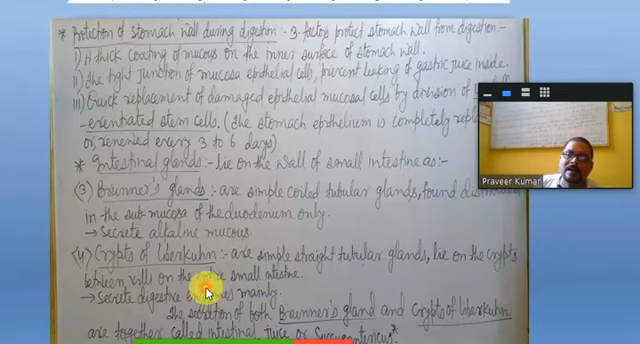 * Protection of stomach wall during digestion :- 3 factors protect stomach wall from digestion -
i) A thick coating of mucous on the inner surface of stomach wall.
ii) The tight junction of mucosa epithelial cells, prevent leaking of gastric juice inside.
iii) Quick replacement of damaged epithelial mucosal cells by division of
erentiated stem cells. (The stomach epithelium is completely
or, renewed every 3 to 6 days)
* Intestinal glands :- lie on the wall of small intestine as :-
(3) Brunner's glands :- are simple coiled tubular glands, found
in the sub mucosa of the duodenum only.
→ Secrete alkaline mucous.
(4) Crypts of Liberkuhn :- are simple straight tubular glands, lie on the crypts
between villi on the entire small intestine.
→ Secrete digestive enzymes mainly.
The secretion of both Brunner's gland and Crypts of Liberkuhn
are together called intestinal juice or Succus entericus*
Praveer Kumar